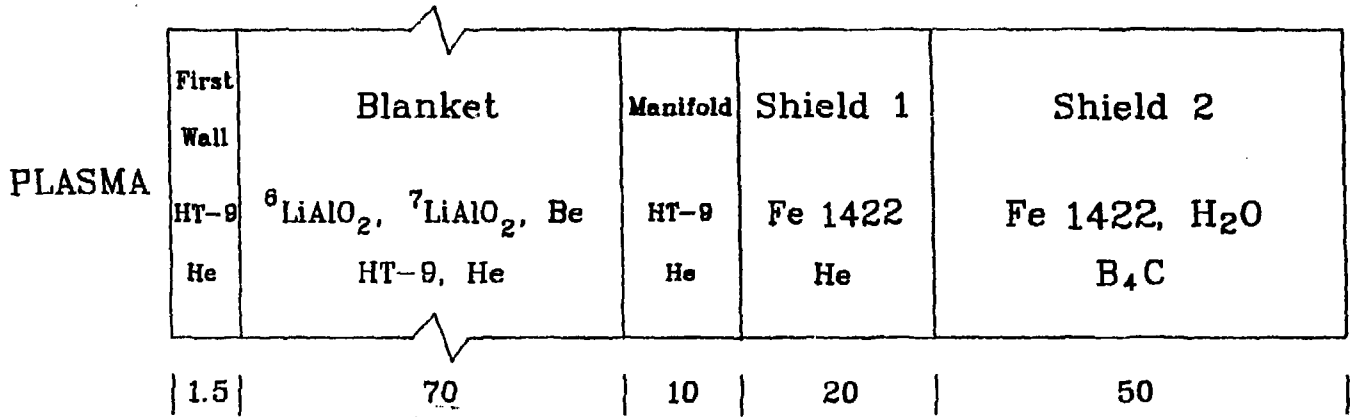 PLASMA
First
Wall
HT-9
He
Blanket
⁶LiAlO₂, ⁷LiAlO₂, Be
HT-9, He
Manifold
HT-9
He
Shield 1
Fe 1422
He
Shield 2
Fe 1422, H₂O
B₄C
| 1.5 | 70 | 10 | 20 | 50 |